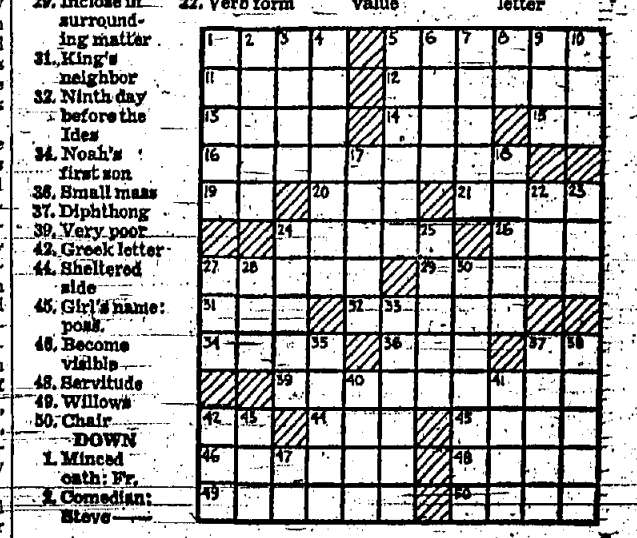 29. Inclose in
surround-
ing matter
31. King's
neighbor
32. Ninth day
before the
Ides
34. Noah's
first son
36. Small mass
37. Diphthong
39. Very poor
42. Greek letter
44. Sheltered
side
45. Girl's name:
poss.
46. Become
visible
48. Servitude
49. Willows
50. Chair
DOWN
1. Minced
oath: Fr.
2. Comedian:
Steve
22. Verb form
value
letter
1 2 3 4 5 6 7 8 9 10
11 12
13 14 15
16 17 18
19 20 21 22 23
24 25 26
27 28 29 30
31 32 33
34 35 36 37 38
39 40 41
42 43 44 45
46 47 48
49 50